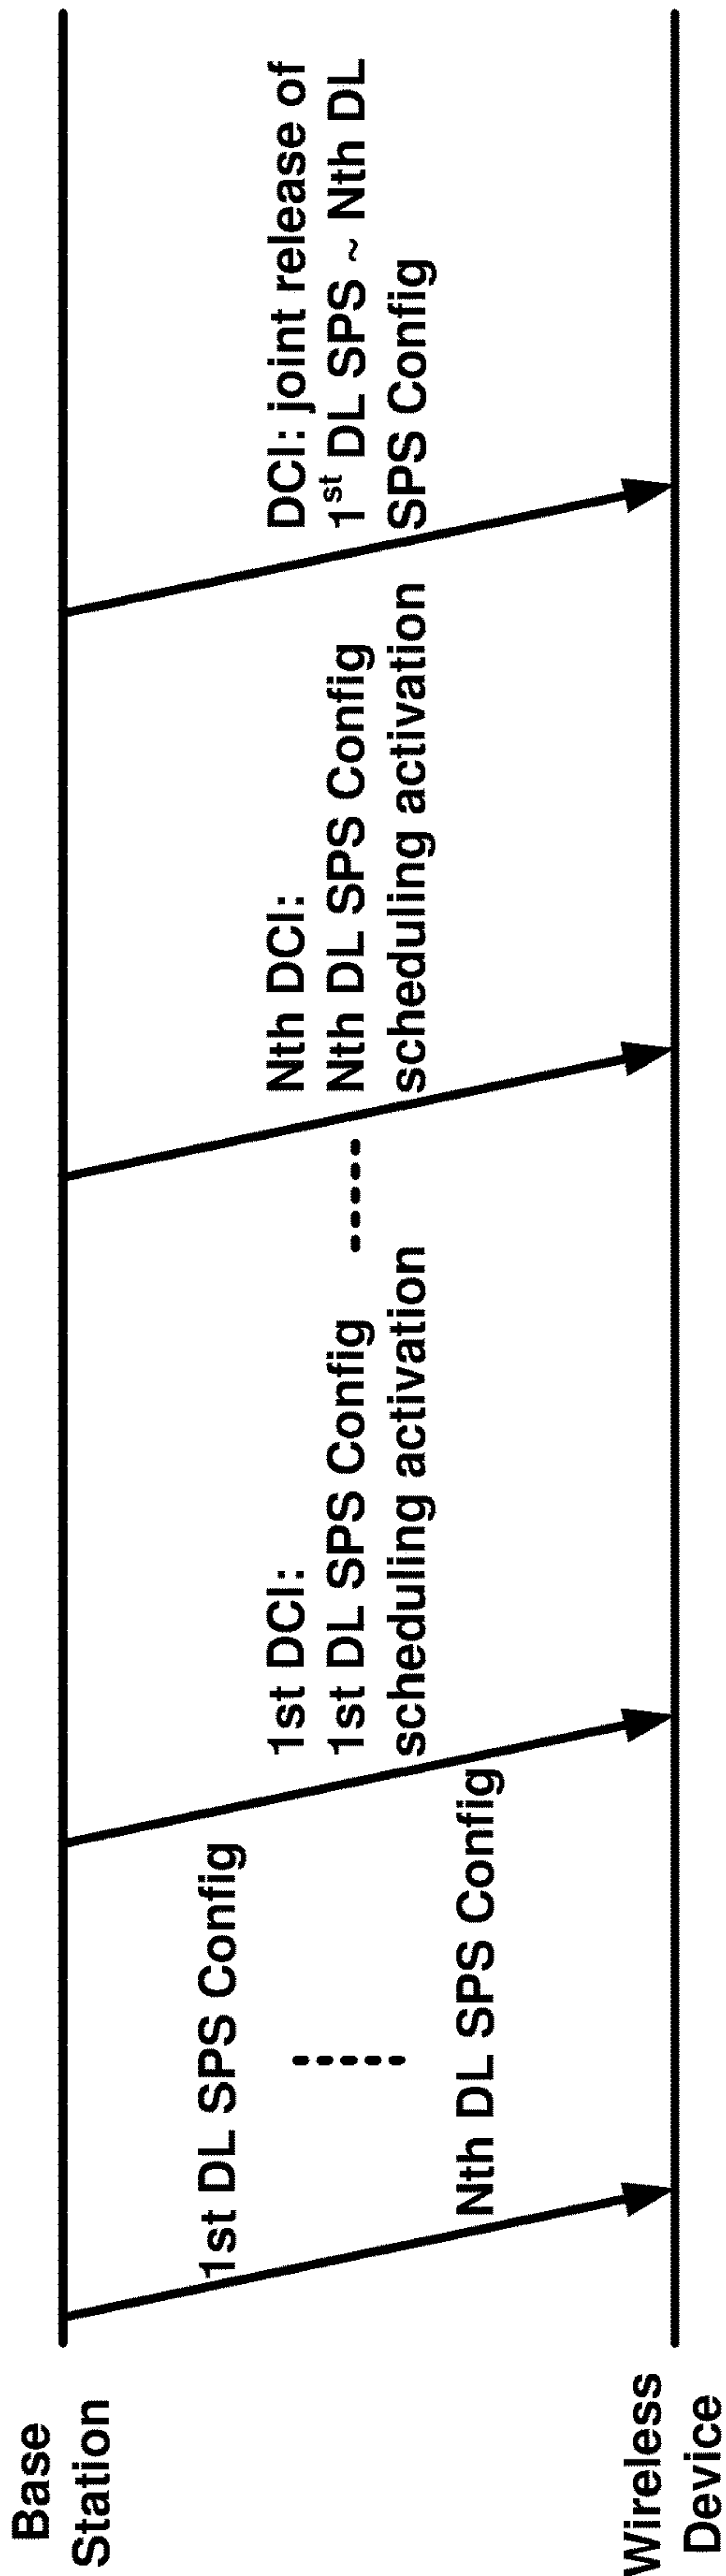 Base
Station
1st DL SPS Config
Nth DL SPS Config
1st DCI:
1st DL SPS Config
scheduling activation
Nth DCI:
Nth DL SPS Config
scheduling activation
DCI: joint release of
1st DL SPS ~ Nth DL
SPS Config
Wireless
Device